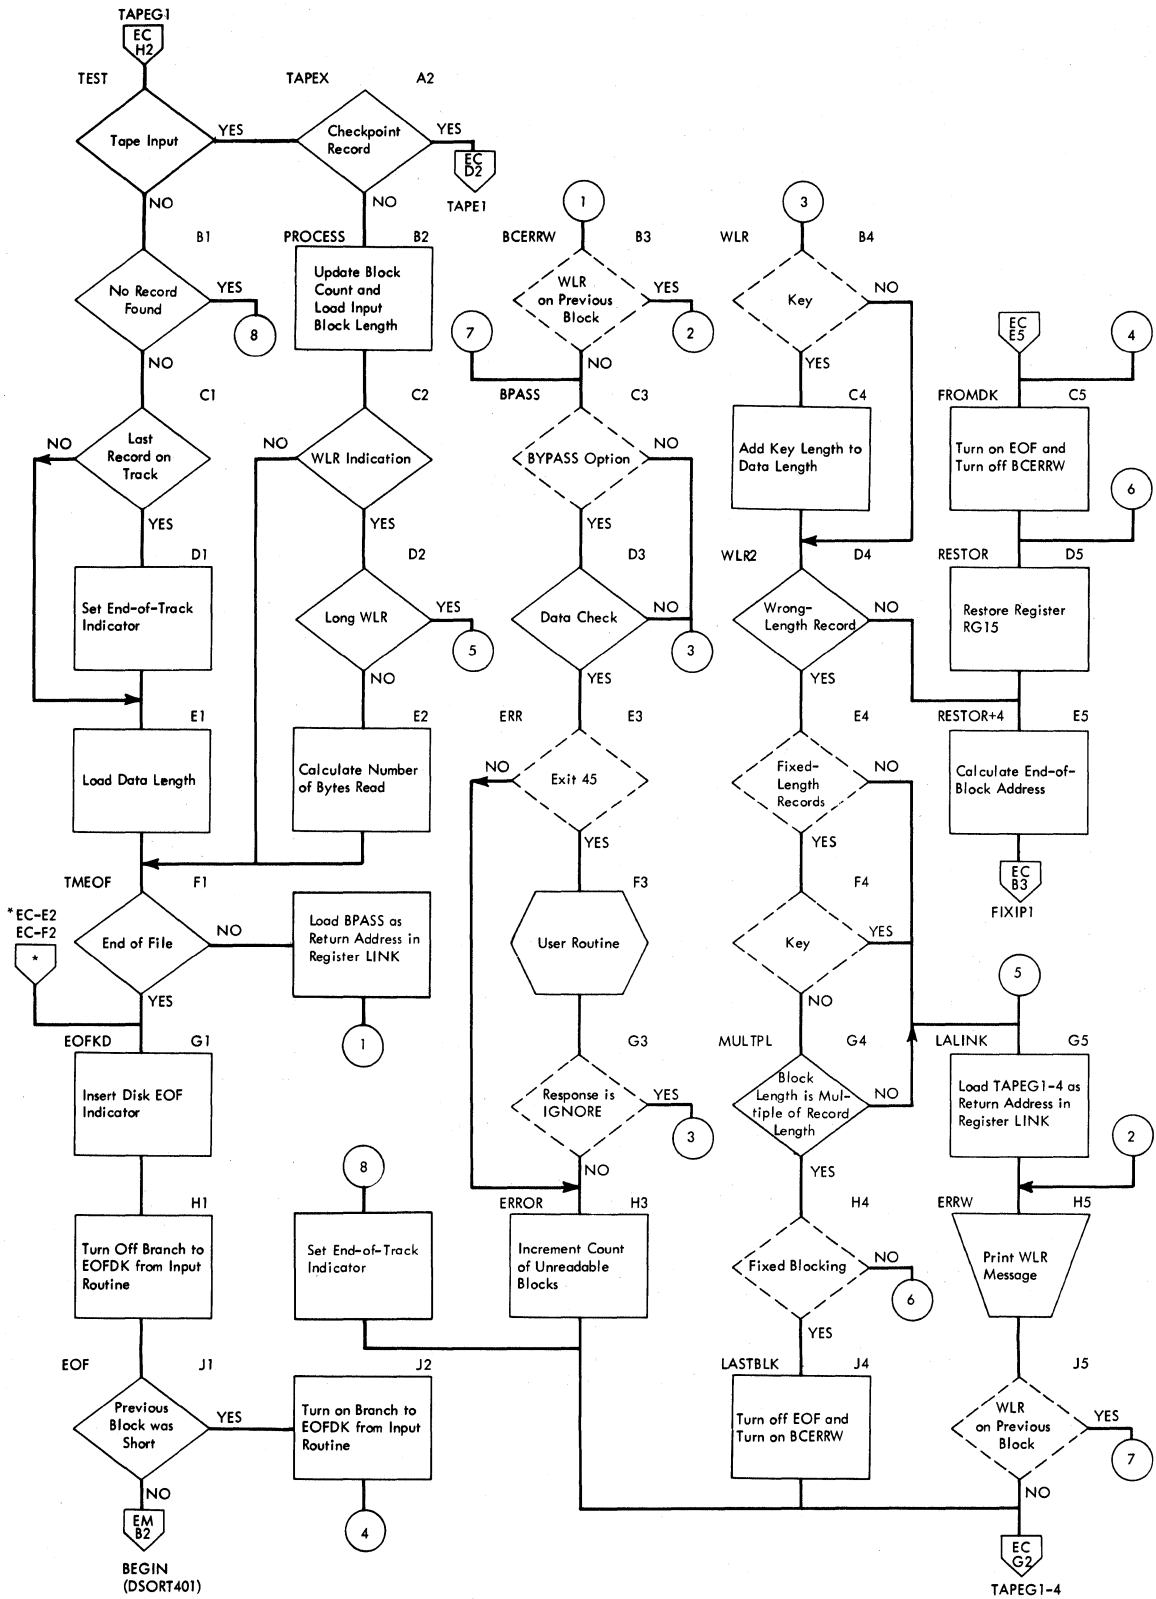 TAPEG1
EC
H2
TEST
TAPEX
A2
Tape Input
YES
NO
Checkpoint
Record
YES
NO
EC
D2
TAPE1
B1
No Record
Found
YES
8
NO
PROCESS
B2
Update Block
Count and
Load Input
Block Length
1
BCERRW
B3
WLR
on Previous
Block
YES
2
NO
7
3
WLR
B4
Key
NO
YES
EC
E5
4
C1
Last
Record on
Track
NO
YES
C2
WLR Indication
NO
YES
BPASS
C3
BYPASS Option
NO
YES
C4
Add Key Length to
Data Length
FROMDK
C5
Turn on EOF and
Turn off BCERRW
6
D1
Set End-of-Track
Indicator
D2
Long WLR
YES
5
NO
D3
Data Check
NO
3
YES
WLR2
D4
Wrong-
Length Record
NO
YES
RESTOR
D5
Restore Register
RG15
E1
Load Data Length
E2
Calculate Number
of Bytes Read
ERR
E3
Exit 45
NO
YES
E4
Fixed-
Length
Records
NO
YES
RESTOR+4
E5
Calculate End-of-
Block Address
EC
B3
FIXIP1
TMEOF
F1
*EC-E2
EC-F2
*
End of File
NO
YES
Load BPASS as
Return Address in
Register LINK
1
F3
User Routine
F4
Key
YES
NO
5
EOFKD
G1
Insert Disk EOF
Indicator
G3
Response is
IGNORE
YES
3
NO
MULTPL
G4
Block
Length is Mul-
tiple of Record
Length
NO
YES
LALINK
G5
Load TAPEG1-4 as
Return Address in
Register LINK
2
H1
Turn Off Branch to
EOFDK from Input
Routine
8
Set End-of-Track
Indicator
ERROR
H3
Increment Count
of Unreadable
Blocks
H4
Fixed Blocking
NO
6
YES
ERRW
H5
Print WLR
Message
EOF
J1
Previous
Block was
Short
YES
NO
J2
Turn on Branch to
EOFDK from Input
Routine
4
LASTBLK
J4
Turn off EOF and
Turn on BCERRW
J5
WLR
on Previous
Block
YES
7
NO
EM
B2
BEGIN
(DSORT401)
EC
G2
TAPEG1-4